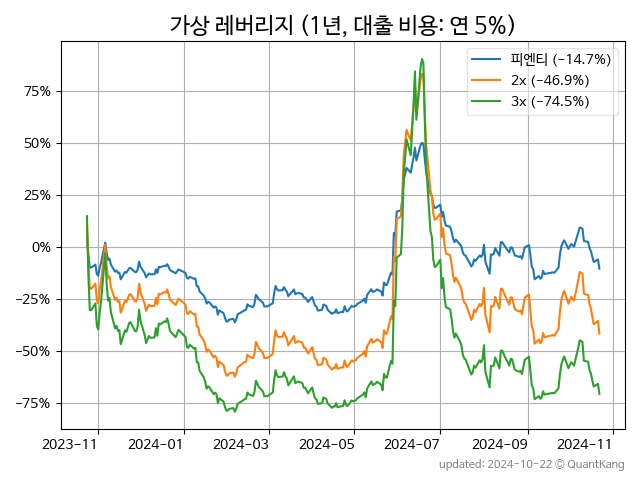 가상 레버리지 (1년, 대출 비용: 연 5%)
피엔티 (-14.7%)
2x (-46.9%)
3x (-74.5%)
75%
50%
25%
0%
-25%
-50%
-75%
2023-11 2024-01 2024-03 2024-05 2024-07 2024-09 2024-11
updated: 2024-10-22 © QuantKang